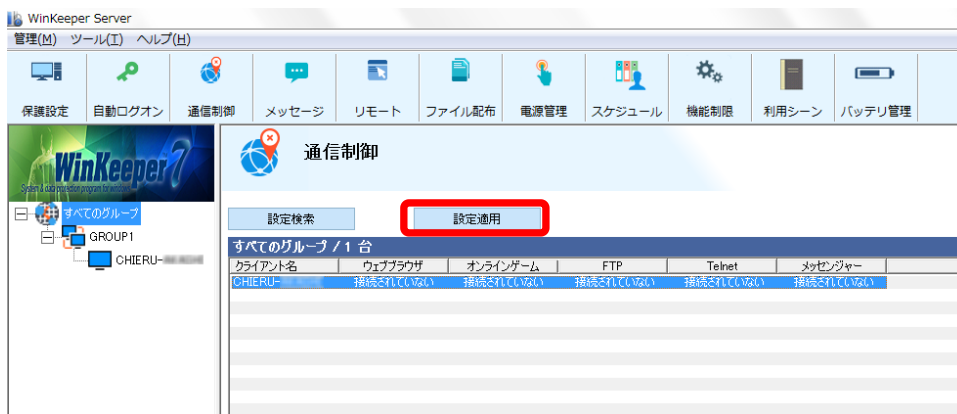 WinKeeper Server
管理(M) ツール(T) ヘルプ(H)
保護設定 自動ログオン 通信制御 メッセージ リモート ファイル配布 電源管理 スケジュール 機能制限 利用シーン バッテリ管理
WinKeeper 7
System & data protection program for windows
通信制御
すべてのグループ
GROUP1
CHIERU-
設定検索 設定適用
すべてのグループ / 1 台
クライアント名 ウェブブラウザ オンラインゲーム FTP Telnet メッセンジャー
CHIERU- 接続されていない 接続されていない 接続されていない 接続されていない 接続されていない